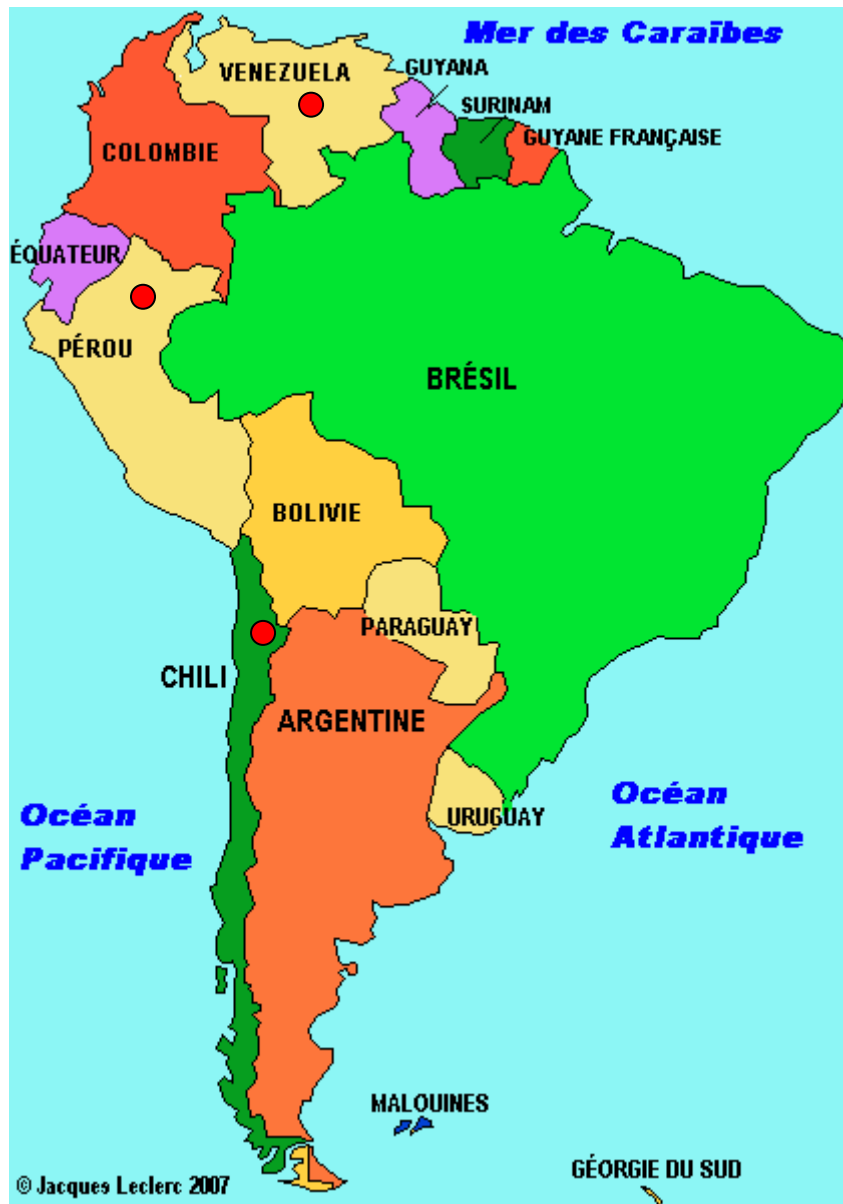 Mer des Caraïbes
GUYANA
VENEZUELA
SURINAM
GUYANE FRANÇAISE
COLOMBIE
ÉQUATEUR
PÉROU
BRÉSIL
BOLIVIE
PARAGUAY
CHILI
ARGENTINE
Océan
Pacifique
URUGUAY
Océan
Atlantique
MALOUINES
GÉORGIE DU SUD
© Jacques Leclerc 2007